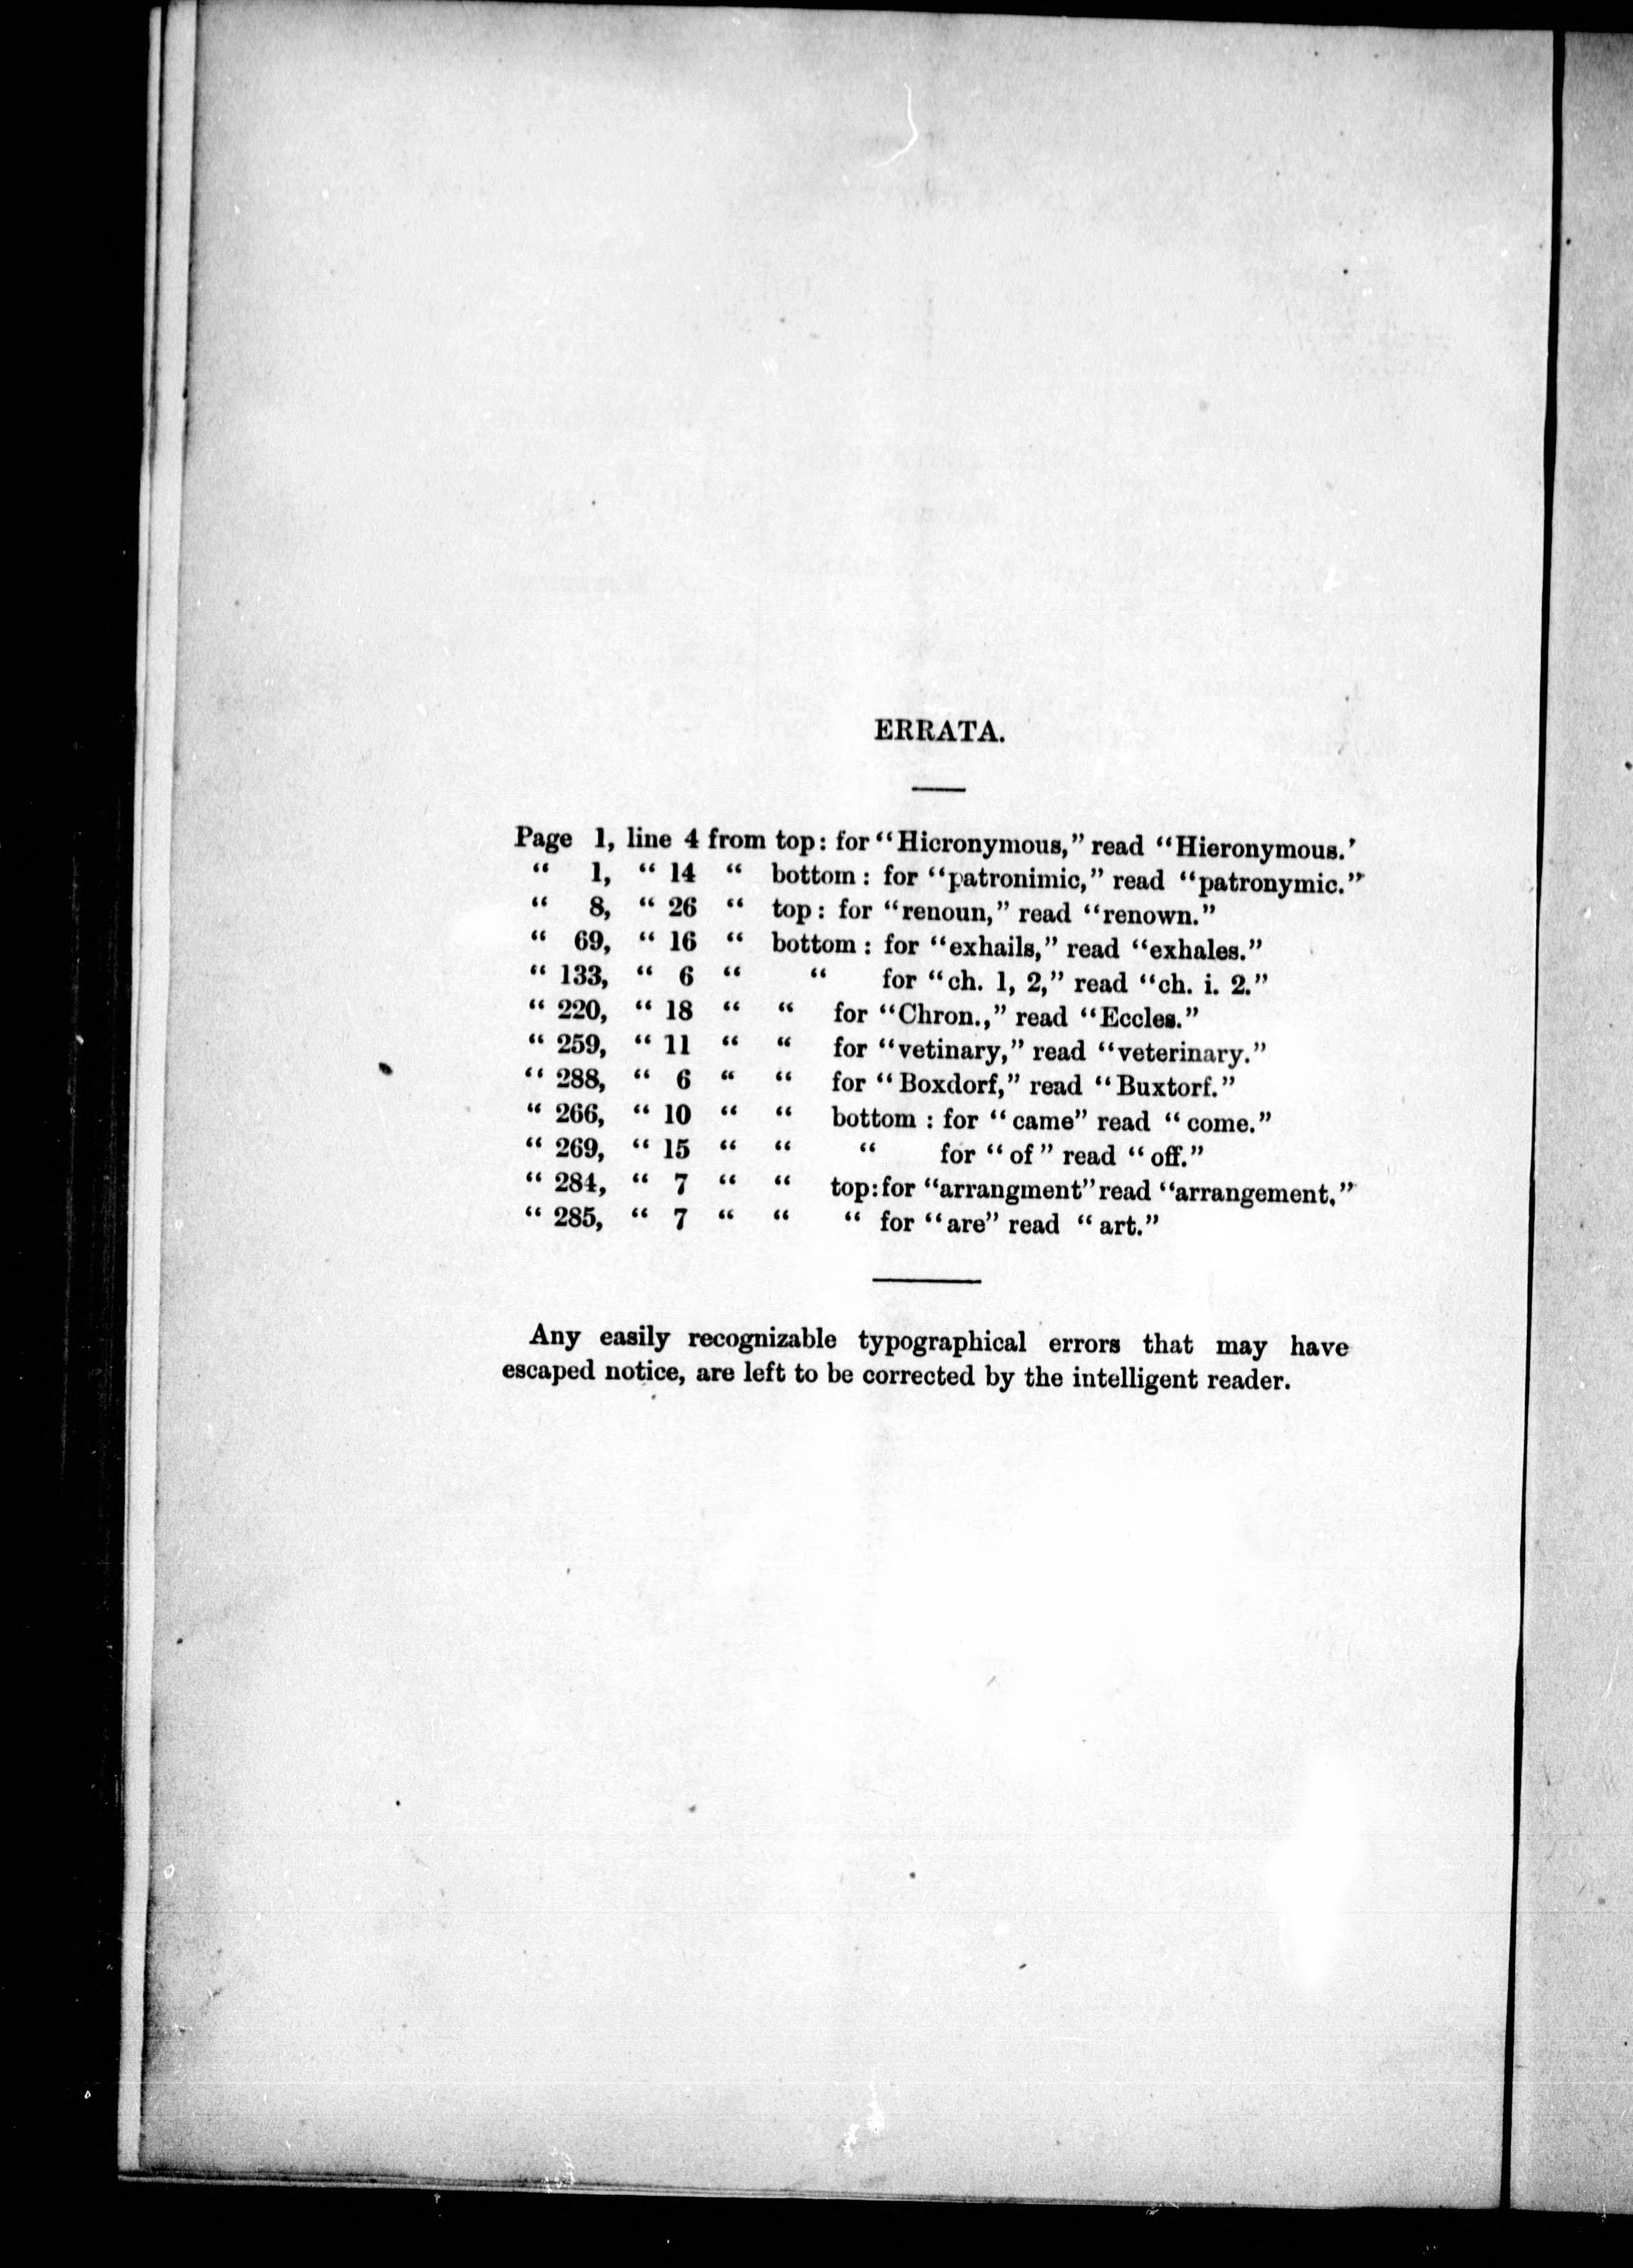 ERRATA.
Page 1, line 4 from top: for “Hicronymous,” read “Hieronymous.’
“ 1, “ 14 “ bottom: for “patronimic,” read “patronymic.”
“ 8, “ 26 “ top: for “renoun,” read “renown.”
“ 69, “ 16 “ bottom: for “exhails,” read “exhales.”
“ 133, “ 6 “ “ for “ch. 1, 2,” read “ch. i. 2.”
“ 220, “ 18 “ “ for “Chron.,” read “Eccles.”
“ 259, “ 11 “ “ for “vetinary,” read “veterinary.”
“ 288, “ 6 “ “ for “Boxdorf,” read “Buxtorf.”
“ 266, “ 10 “ “ bottom : for “came” read “come.”
“ 269, “ 15 “ “ “ for “of” read “off.”
“ 284, “ 7 “ “ top: for “arrangment” read “arrangement,”
“ 285, “ 7 “ “ “ for “are” read “art.”
Any easily recognizable typographical errors that may have
escaped notice, are left to be corrected by the intelligent reader.